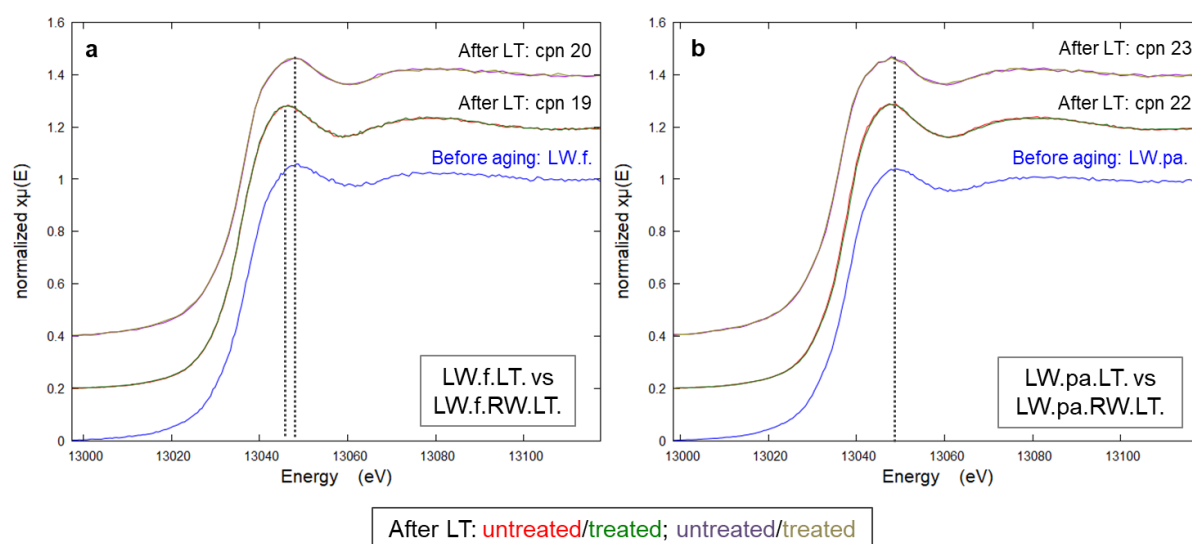 a
After LT: cpn 20
After LT: cpn 19
Before aging: LW.f.
LW.f.LT. vs
LW.f.RW.LT.
normalized xμ(E)
1.6
1.4
1.2
1
0.8
0.6
0.4
0.2
0
13000 13020 13040 13060 13080 13100
Energy (eV)
b
After LT: cpn 23
After LT: cpn 22
Before aging: LW.pa.
LW.pa.LT. vs
LW.pa.RW.LT.
normalized xμ(E)
1.6
1.4
1.2
1
0.8
0.6
0.4
0.2
0
13000 13020 13040 13060 13080 13100
Energy (eV)
After LT: untreated/treated; untreated/treated